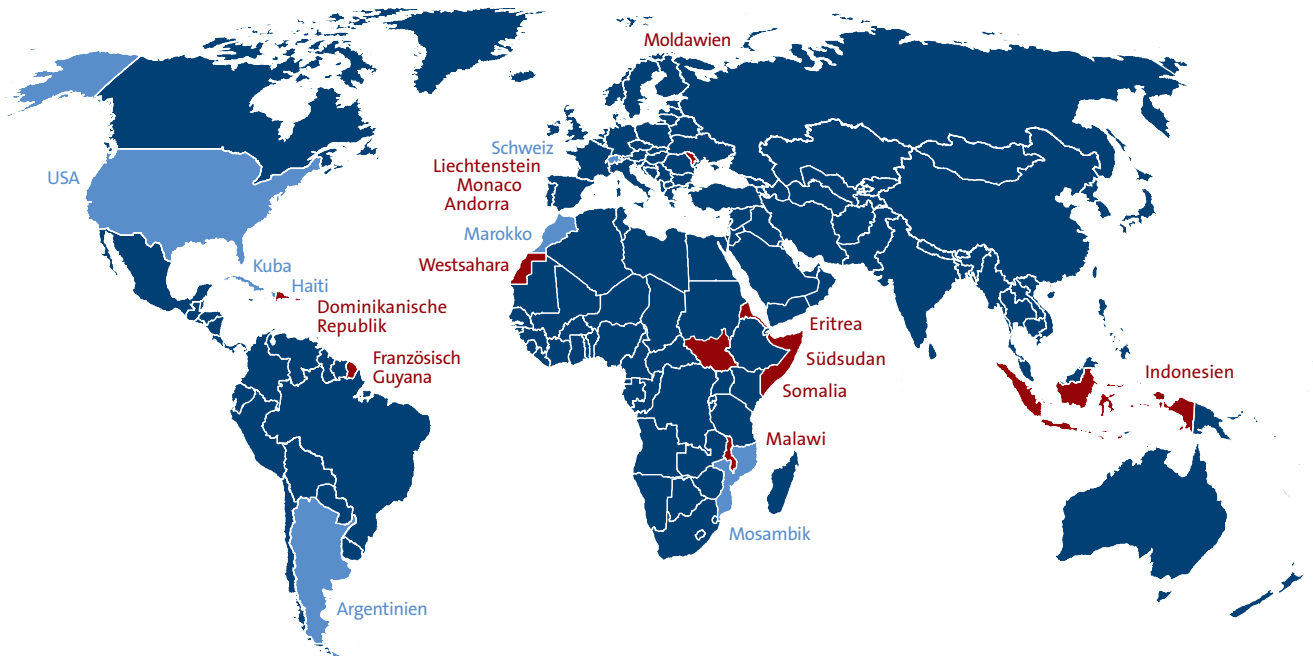 Moldawien
Schweiz
Liechtenstein
Monaco
Andorra
USA
Marokko
Westsahara
Kuba
Haiti
Dominikanische
Republik
Eritrea
Französisch
Guyana
Südsudan
Indonesien
Somalia
Malawi
Mosambik
Argentinien